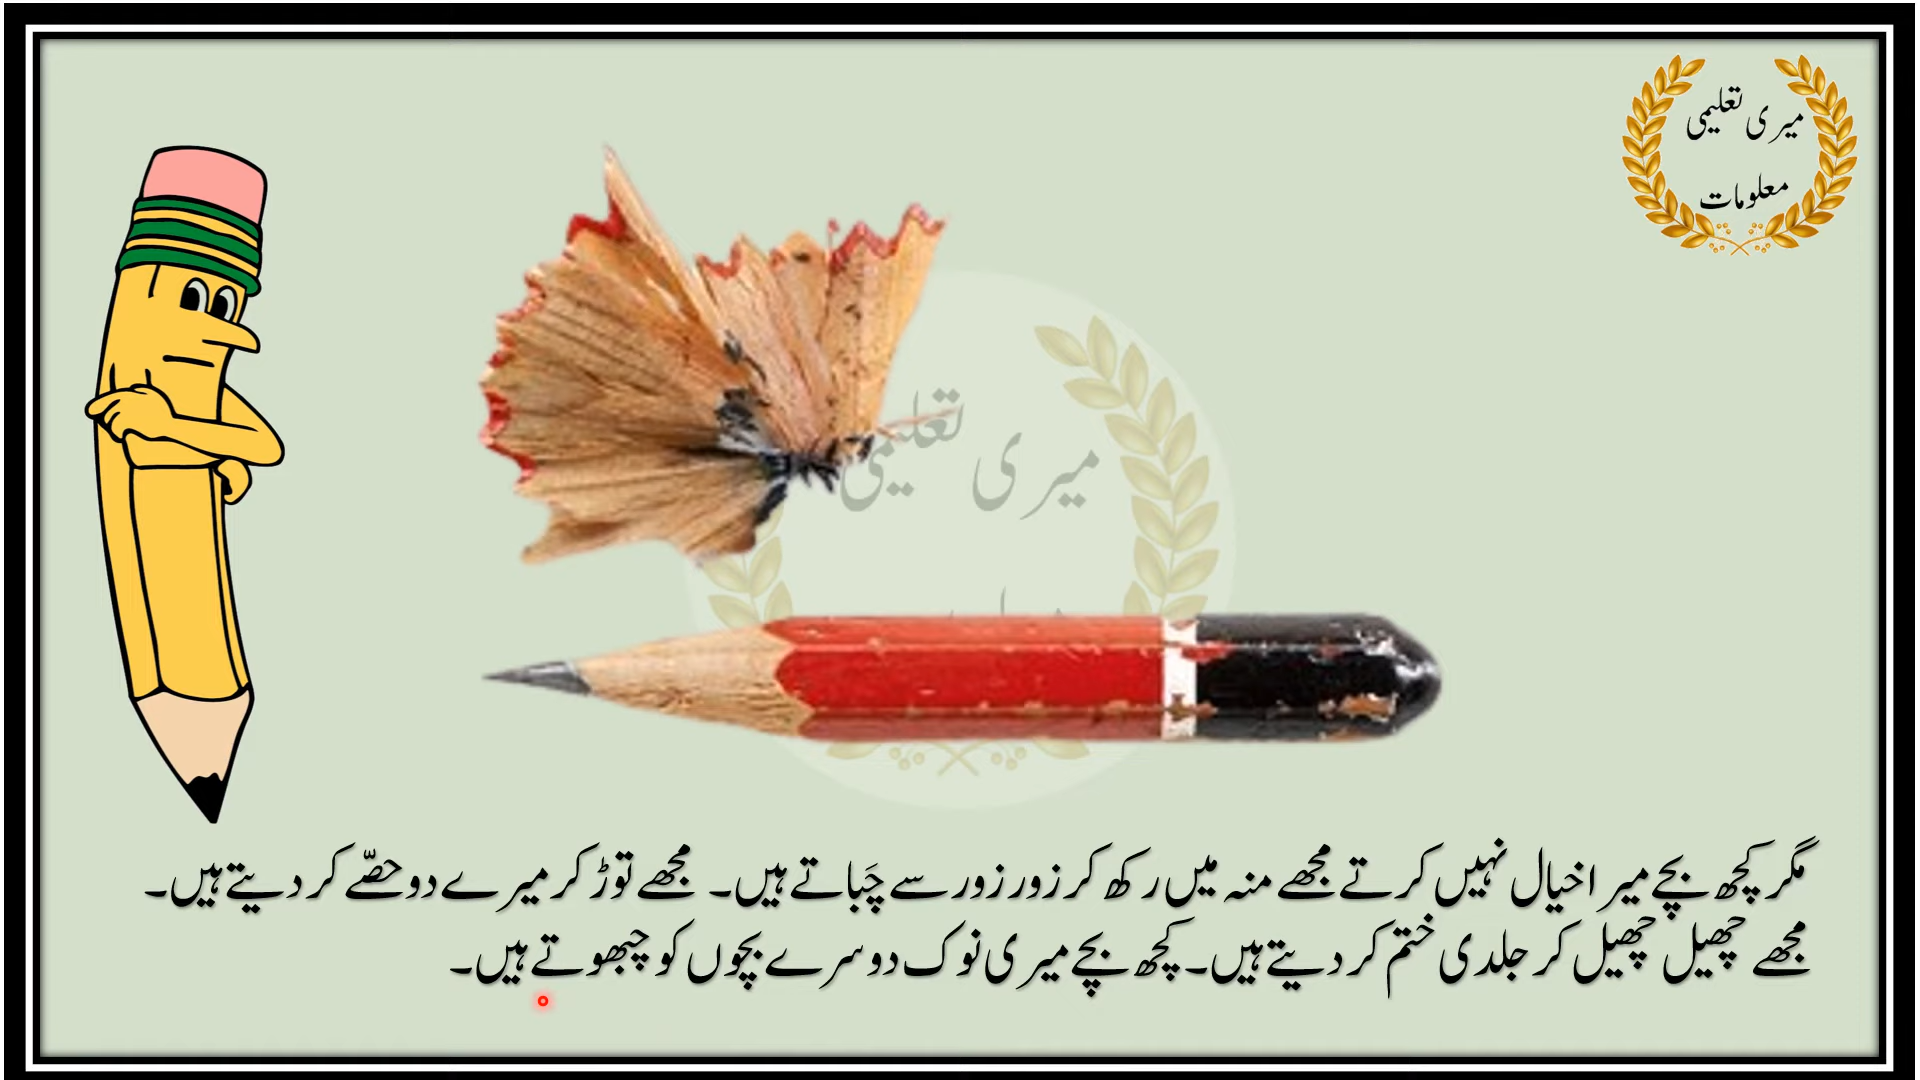 میری تعلیمی
معلومات
میری تعلیمی
مگر کچھ بچے میرا خیال نہیں کرتے مجھے منہ میں رکھ کر زور زور سے چَباتے ہیں۔ مجھے توڑ کر میرے دو حصّے کر دیتے ہیں۔
مجھے چھیل چھیل کر جلدی ختم کر دیتے ہیں۔ کچھ بچے میری نوک دوسرے بچوں کو چبھوتے ہیں۔